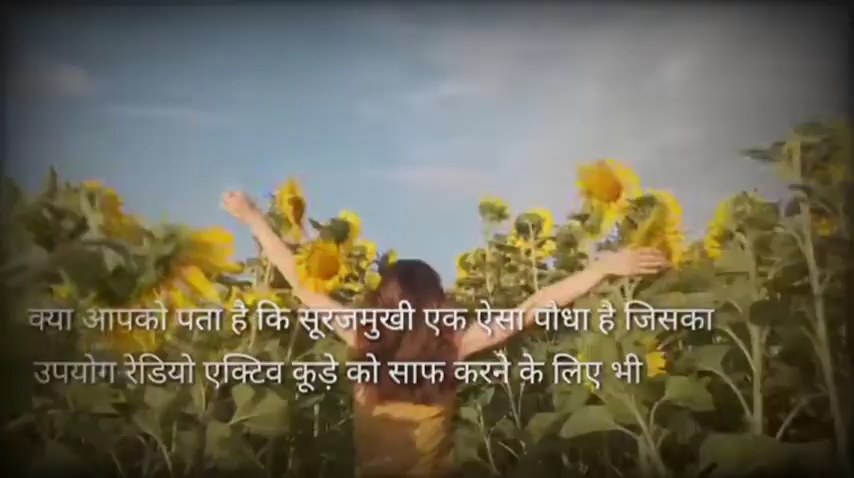 क्या आपको पता है कि सूरजमुखी एक ऐसा पौधा है जिसका
उपयोग रेडियो एक्टिव कूड़े को साफ करने के लिए भी